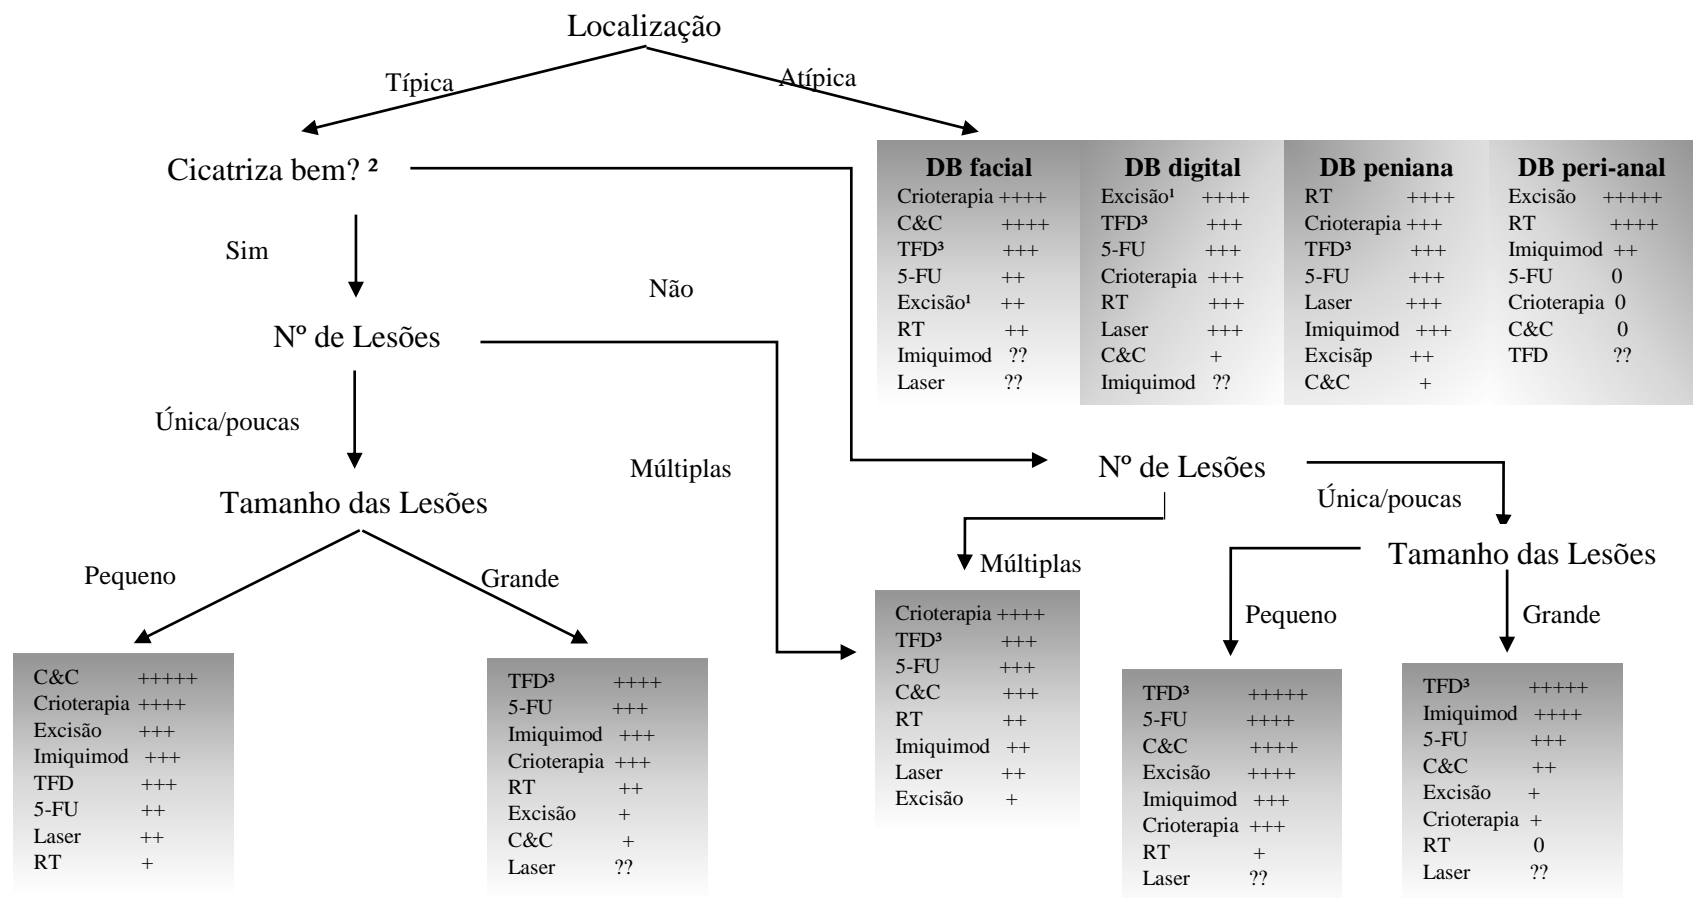 Localização
Típica
Atípica
Cicatriza bem? ²
Sim
Não
Nº de Lesões
Única/poucas
Múltiplas
Tamanho das Lesões
Pequeno
Grande
C&C +++++
Crioterapia ++++
Excisão +++
Imiquimod +++
TFD +++
5-FU ++
Laser ++
RT +
TFD³ ++++
5-FU +++
Imiquimod +++
Crioterapia +++
RT ++
Excisão +
C&C +
Laser ??
DB facial
Crioterapia ++++
C&C ++++
TFD³ +++
5-FU ++
Excisão¹ ++
RT ++
Imiquimod ??
Laser ??
DB digital
Excisão¹ ++++
TFD³ +++
5-FU +++
Crioterapia +++
RT +++
Laser +++
C&C +
Imiquimod ??
DB peniana
RT ++++
Crioterapia +++
TFD³ +++
5-FU +++
Laser +++
Imiquimod +++
Excisãp ++
C&C +
DB peri-anal
Excisão +++++
RT ++++
Imiquimod ++
5-FU 0
Crioterapia 0
C&C 0
TFD ??
Nº de Lesões
Única/poucas
Múltiplas
Tamanho das Lesões
Pequeno
Grande
Crioterapia ++++
TFD³ +++
5-FU +++
C&C +++
RT ++
Imiquimod ++
Laser ++
Excisão +
TFD³ +++++
5-FU ++++
C&C ++++
Excisão ++++
Imiquimod +++
Crioterapia +++
RT +
Laser ??
TFD³ +++++
Imiquimod ++++
5-FU +++
C&C ++
Excisão +
Crioterapia +
RT 0
Laser ??